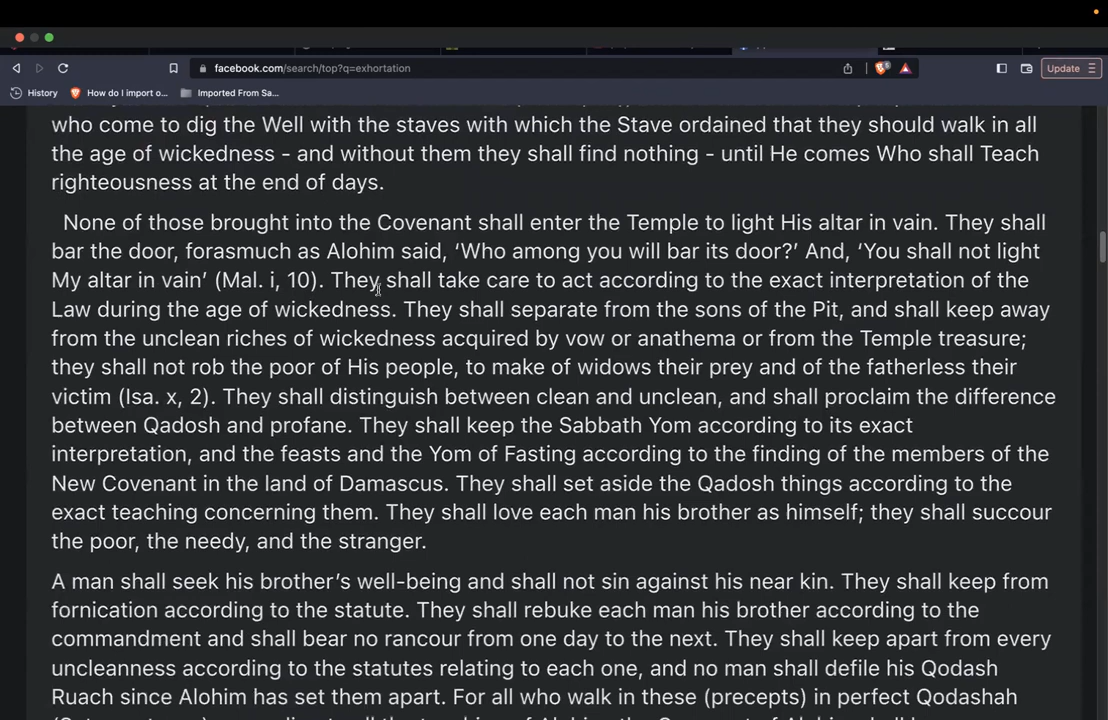 facebook.com/search/top?q=exhortation
Update
History
How do I import o...
Imported From Sa...
who come to dig the Well with the staves with which the Stave ordained that they should walk in all
the age of wickedness - and without them they shall find nothing - until He comes Who shall Teach
righteousness at the end of days.
None of those brought into the Covenant shall enter the Temple to light His altar in vain. They shall
bar the door, forasmuch as Alohim said, ‘Who among you will bar its door?’ And, ‘You shall not light
My altar in vain’ (Mal. i, 10). They shall take care to act according to the exact interpretation of the
Law during the age of wickedness. They shall separate from the sons of the Pit, and shall keep away
from the unclean riches of wickedness acquired by vow or anathema or from the Temple treasure;
they shall not rob the poor of His people, to make of widows their prey and of the fatherless their
victim (Isa. x, 2). They shall distinguish between clean and unclean, and shall proclaim the difference
between Qadosh and profane. They shall keep the Sabbath Yom according to its exact
interpretation, and the feasts and the Yom of Fasting according to the finding of the members of the
New Covenant in the land of Damascus. They shall set aside the Qadosh things according to the
exact teaching concerning them. They shall love each man his brother as himself; they shall succour
the poor, the needy, and the stranger.
A man shall seek his brother’s well-being and shall not sin against his near kin. They shall keep from
fornication according to the statute. They shall rebuke each man his brother according to the
commandment and shall bear no rancour from one day to the next. They shall keep apart from every
uncleanness according to the statutes relating to each one, and no man shall defile his Qodash
Ruach since Alohim has set them apart. For all who walk in these (precepts) in perfect Qodashah